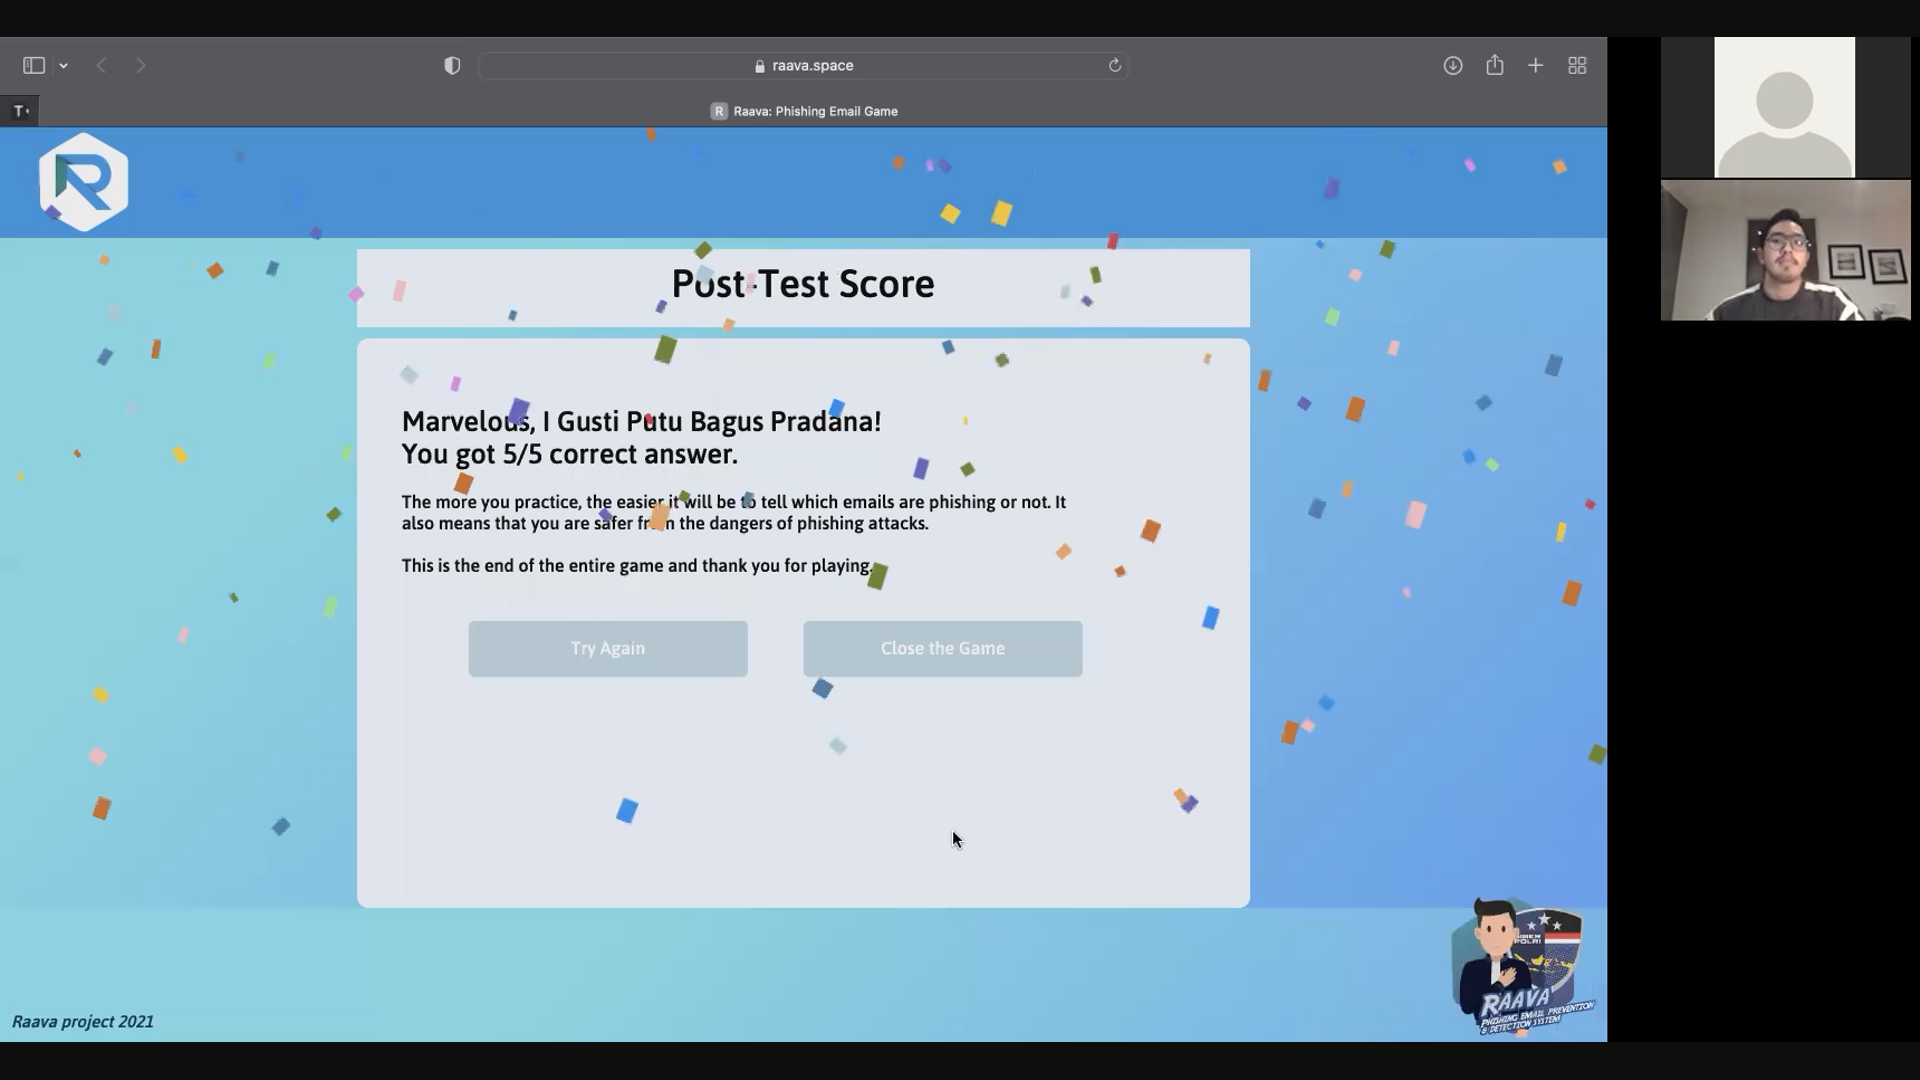 raava.space
T
R Raava: Phishing Email Game
R
Post-Test Score
Marvelous, I Gusti Putu Bagus Pradana!
You got 5/5 correct answer.
The more you practice, the easier it will be to tell which emails are phishing or not. It
also means that you are safer from the dangers of phishing attacks.
This is the end of the entire game and thank you for playing.
Try Again
Close the Game
SIBER
POLRI
RAAVA
PHISHING EMAIL PREVENTION
& DETECTION SYSTEM
Raava project 2021